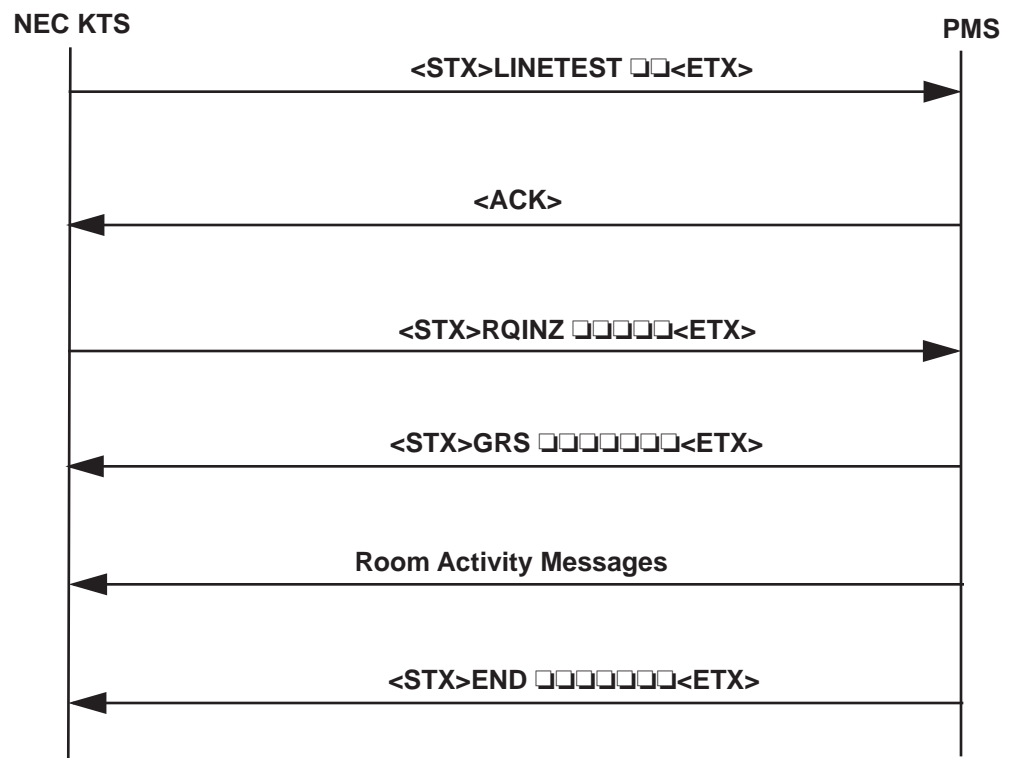 NEC KTS
PMS
<STX>LINETEST ❏❏<ETX>
<ACK>
<STX>RQINZ ❏❏❏❏❏<ETX>
<STX>GRS ❏❏❏❏❏❏❏<ETX>
Room Activity Messages
<STX>END ❏❏❏❏❏❏❏<ETX>